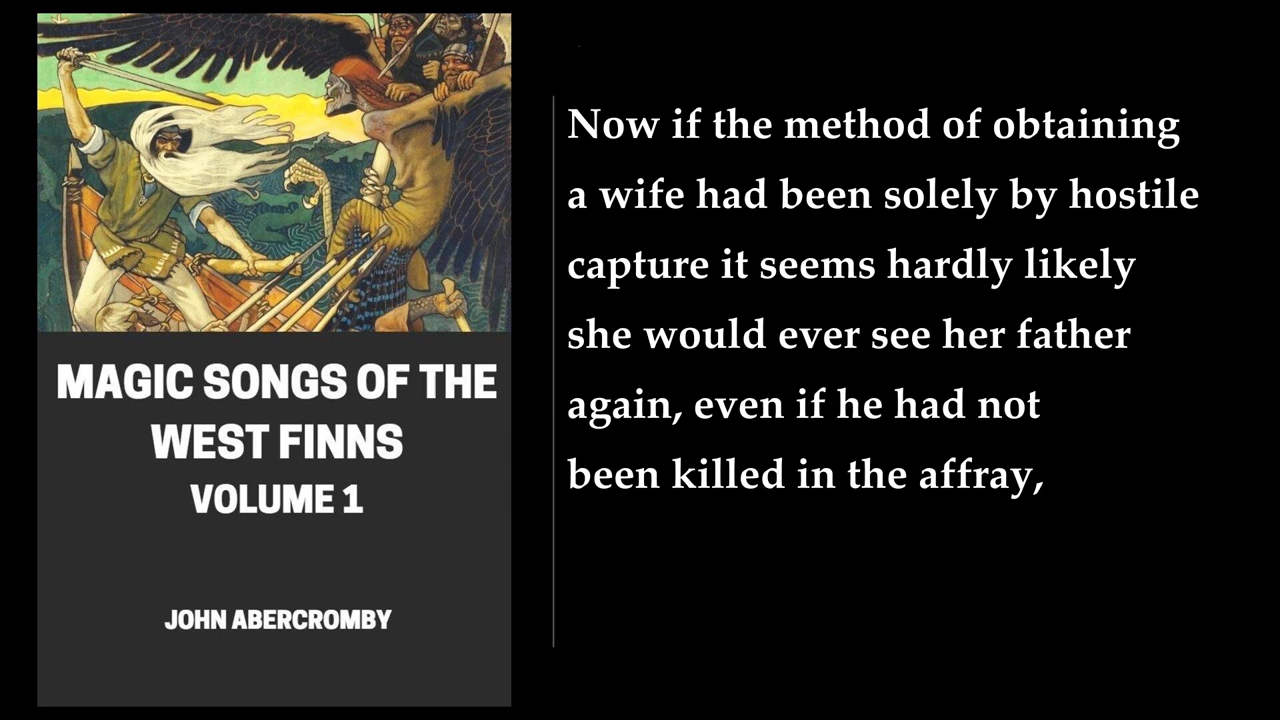 MAGIC SONGS OF THE
WEST FINNS
VOLUME 1
JOHN ABERCROMBY
Now if the method of obtaining
a wife had been solely by hostile
capture it seems hardly likely
she would ever see her father
again, even if he had not
been killed in the affray,